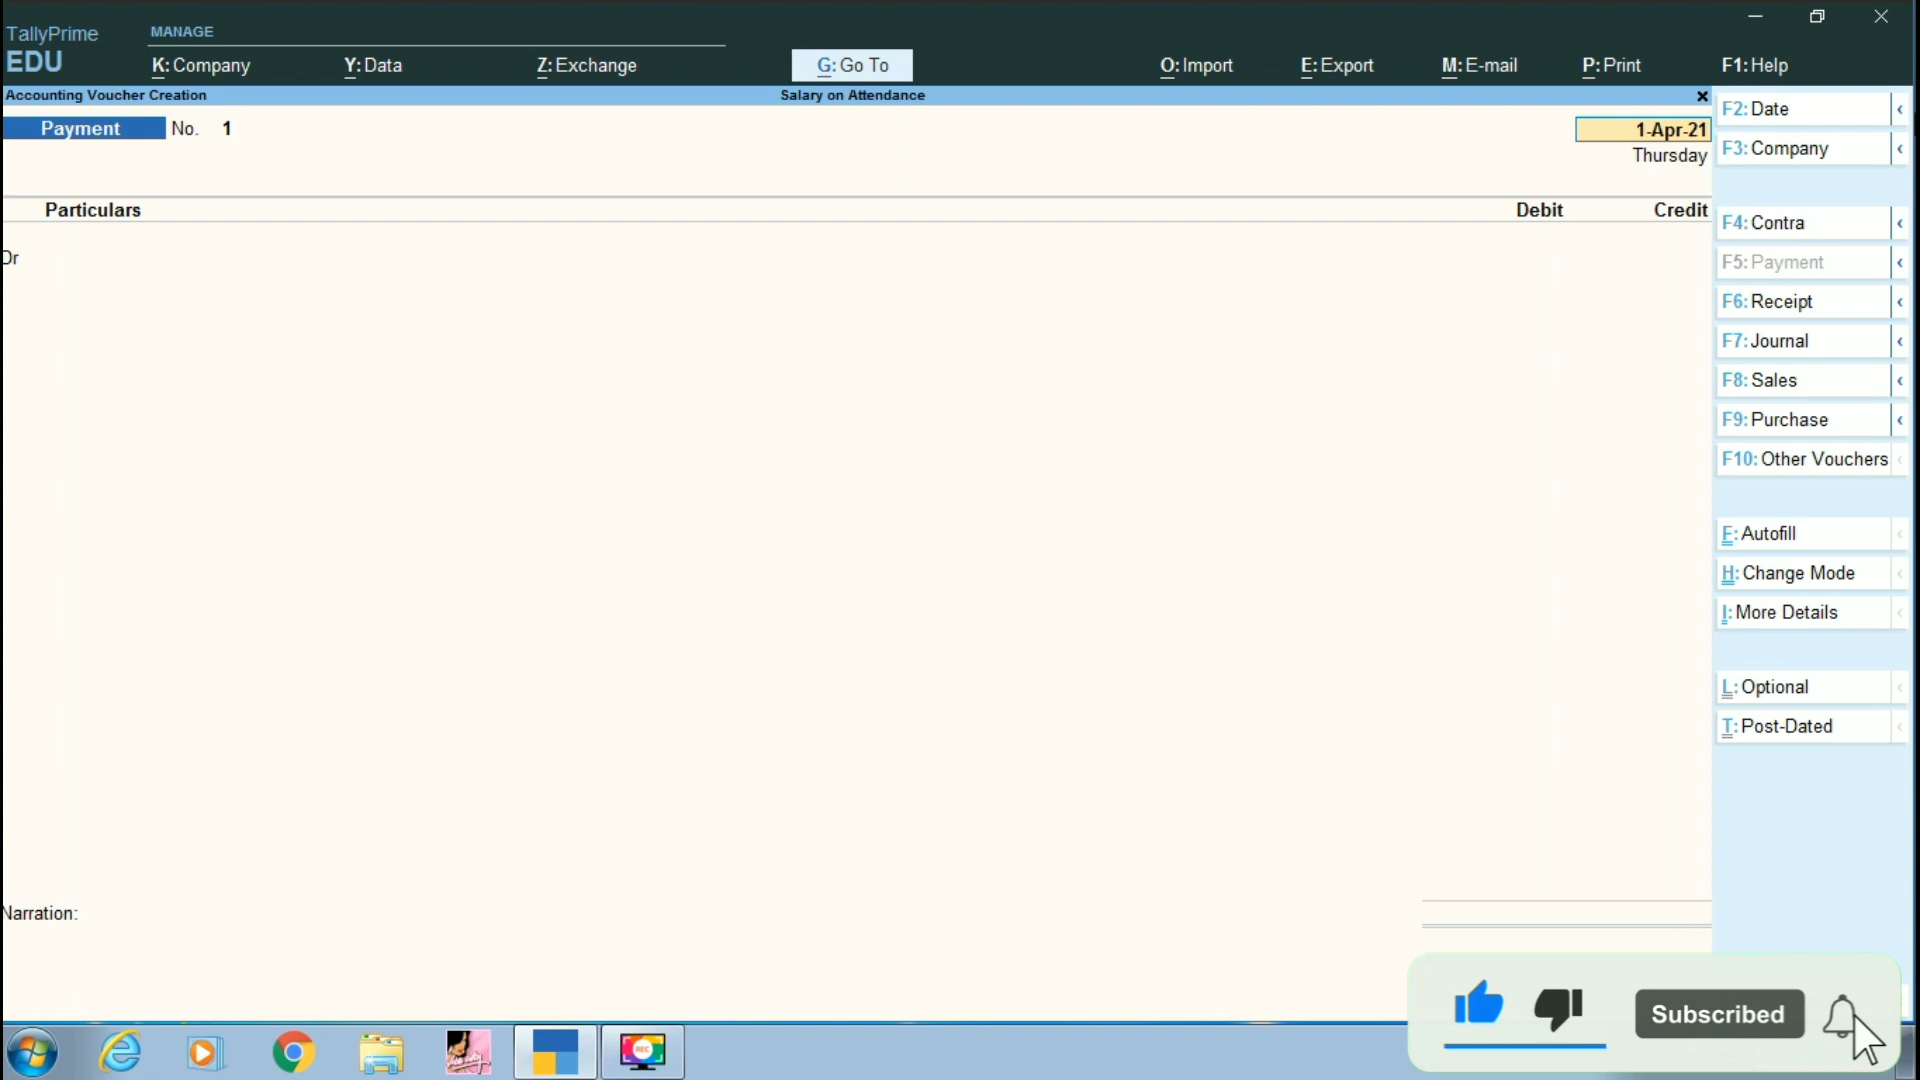 TallyPrime
EDU
MANAGE
K: Company
Y: Data
Z: Exchange
G: Go To
O: Import
E: Export
M: E-mail
P: Print
F1: Help
Accounting Voucher Creation
Salary on Attendance
Payment No. 1
1-Apr-21
Thursday
Particulars
Debit
Credit
Dr
Narration:
F2: Date
F3: Company
F4: Contra
F5: Payment
F6: Receipt
F7: Journal
F8: Sales
F9: Purchase
F10: Other Vouchers
F: Autofill
H: Change Mode
I: More Details
L: Optional
T: Post-Dated
REC
Subscribed